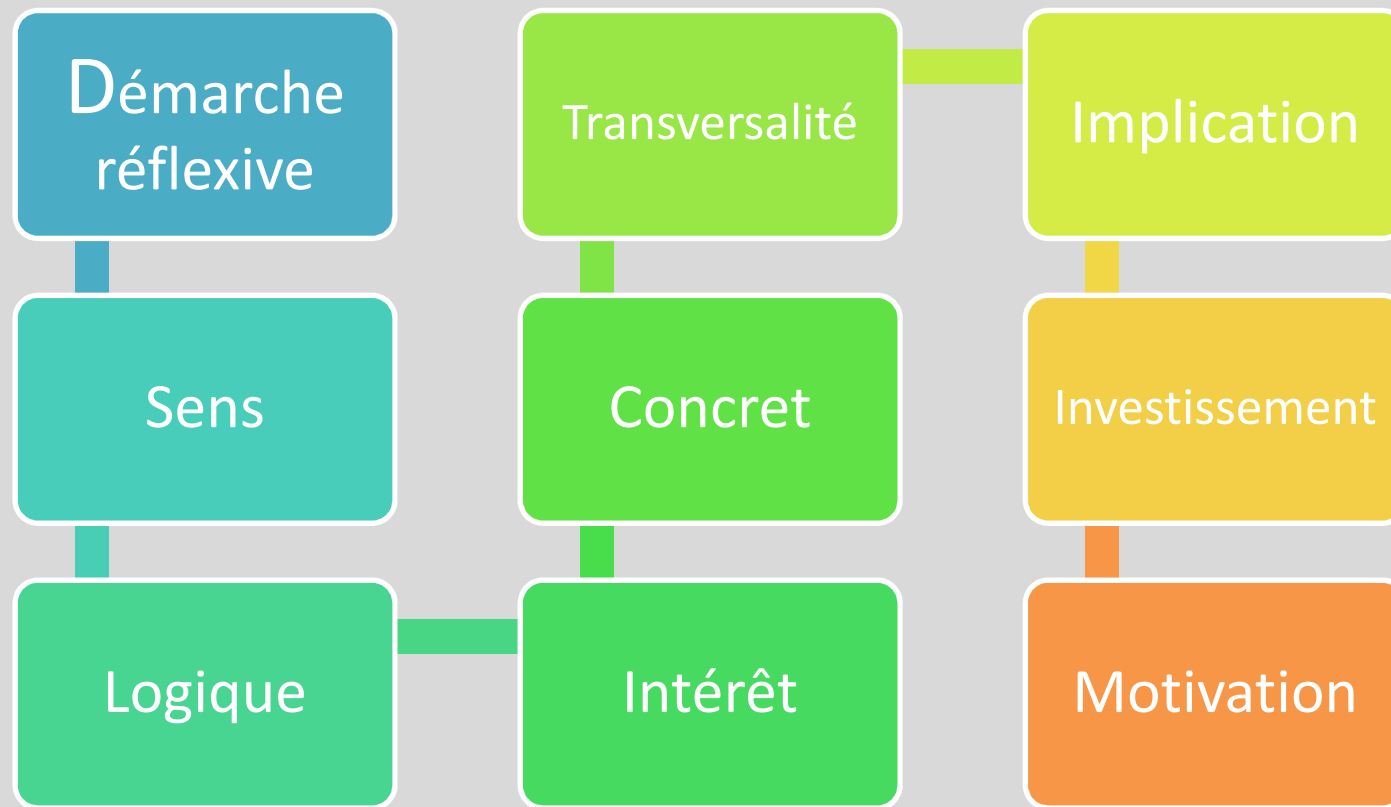 Démarche
réflexive
Sens
Logique
Intérêt
Concret
Transversalité
Implication
Investissement
Motivation